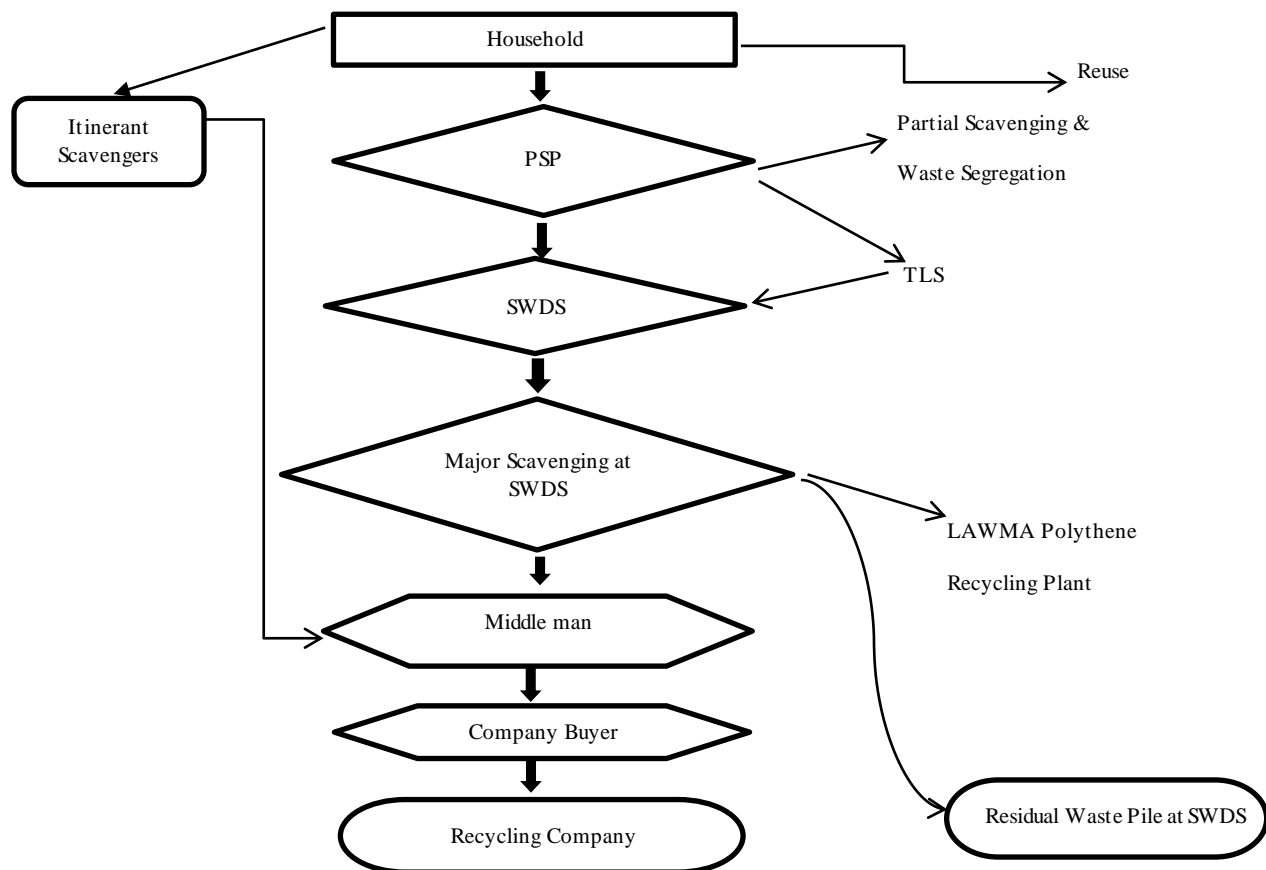 Household
Reuse
Itinerant
Scavengers
Partial Scavenging &
Waste Segregation
PSP
TLS
SWDS
Major Scavenging at
SWDS
LAWMA Polythene
Recycling Plant
Middle man
Company Buyer
Recycling Company
Residual Waste Pile at SWDS